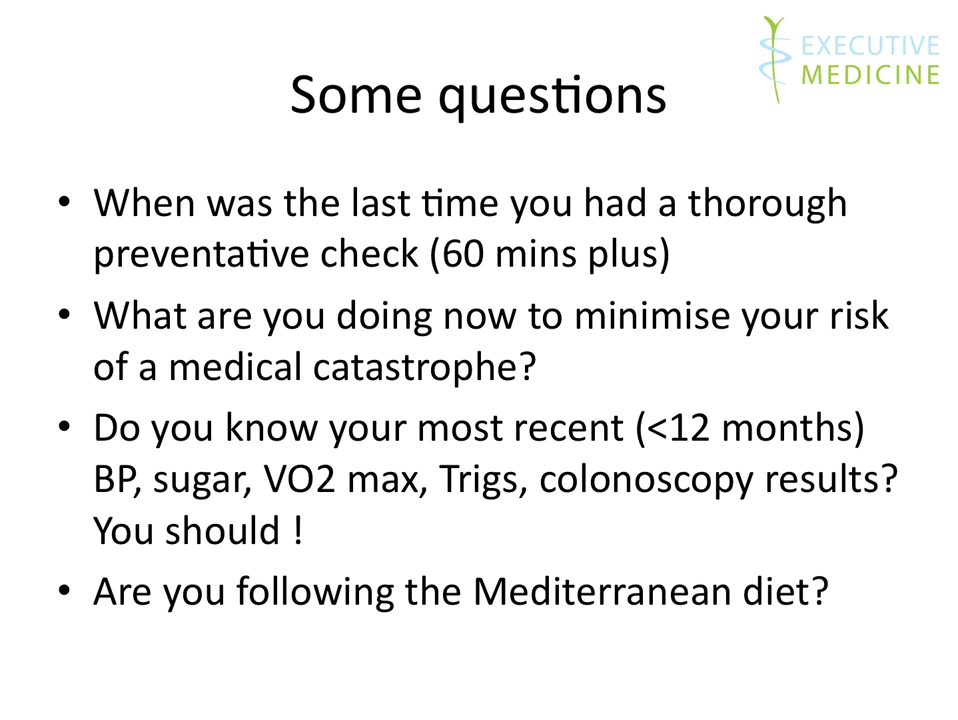 EXECUTIVE
MEDICINE
Some questions
• When was the last time you had a thorough
preventative check (60 mins plus)
• What are you doing now to minimise your risk
of a medical catastrophe?
• Do you know your most recent (<12 months)
BP, sugar, VO2 max, Trigs, colonoscopy results?
You should !
• Are you following the Mediterranean diet?